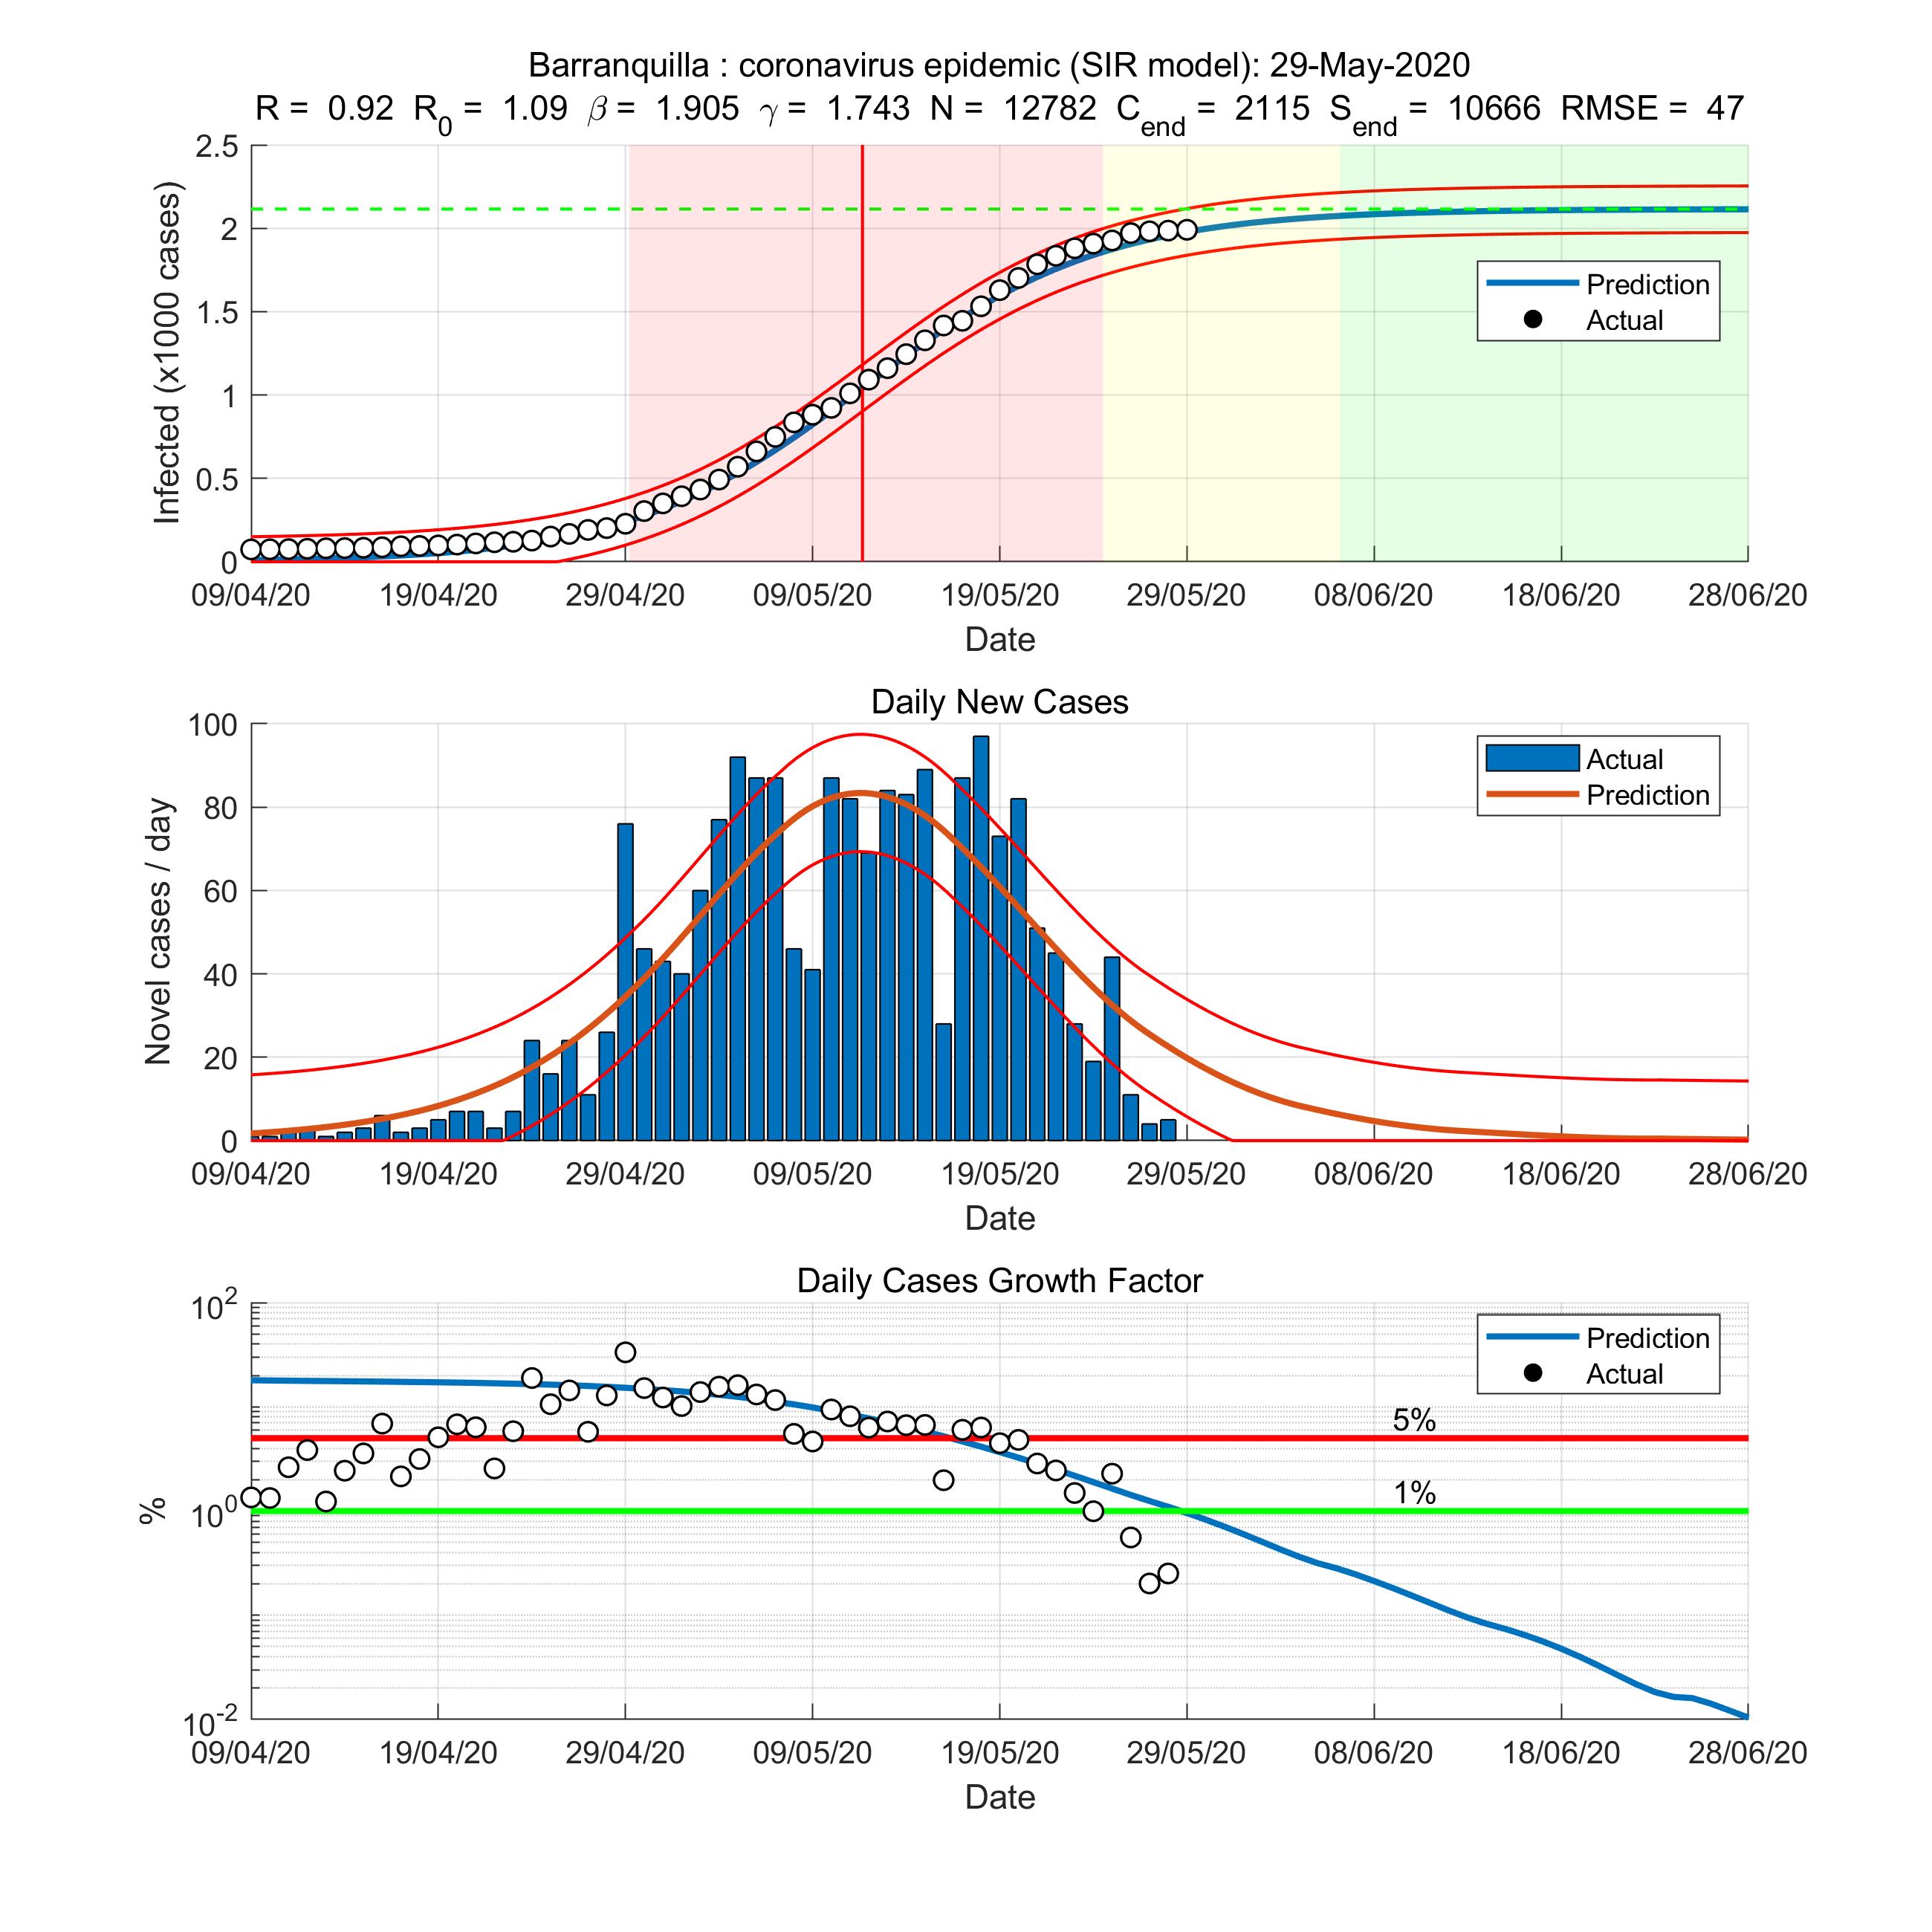 Barranquilla : coronavirus epidemic (SIR model): 29-May-2020
R = 0.92 R0 = 1.09 β = 1.905 γ = 1.743 N = 12782 Cend = 2115 Send = 10666 RMSE = 47
Infected (x1000 cases)
2.5
2
1.5
1
0.5
0
Prediction
Actual
09/04/20 19/04/20 29/04/20 09/05/20 19/05/20 29/05/20 08/06/20 18/06/20 28/06/20
Date
Daily New Cases
Novel cases / day
100
80
60
40
20
0
Actual
Prediction
09/04/20 19/04/20 29/04/20 09/05/20 19/05/20 29/05/20 08/06/20 18/06/20 28/06/20
Date
Daily Cases Growth Factor
%
10^2
10^0
10^-2
Prediction
Actual
5%
1%
09/04/20 19/04/20 29/04/20 09/05/20 19/05/20 29/05/20 08/06/20 18/06/20 28/06/20
Date